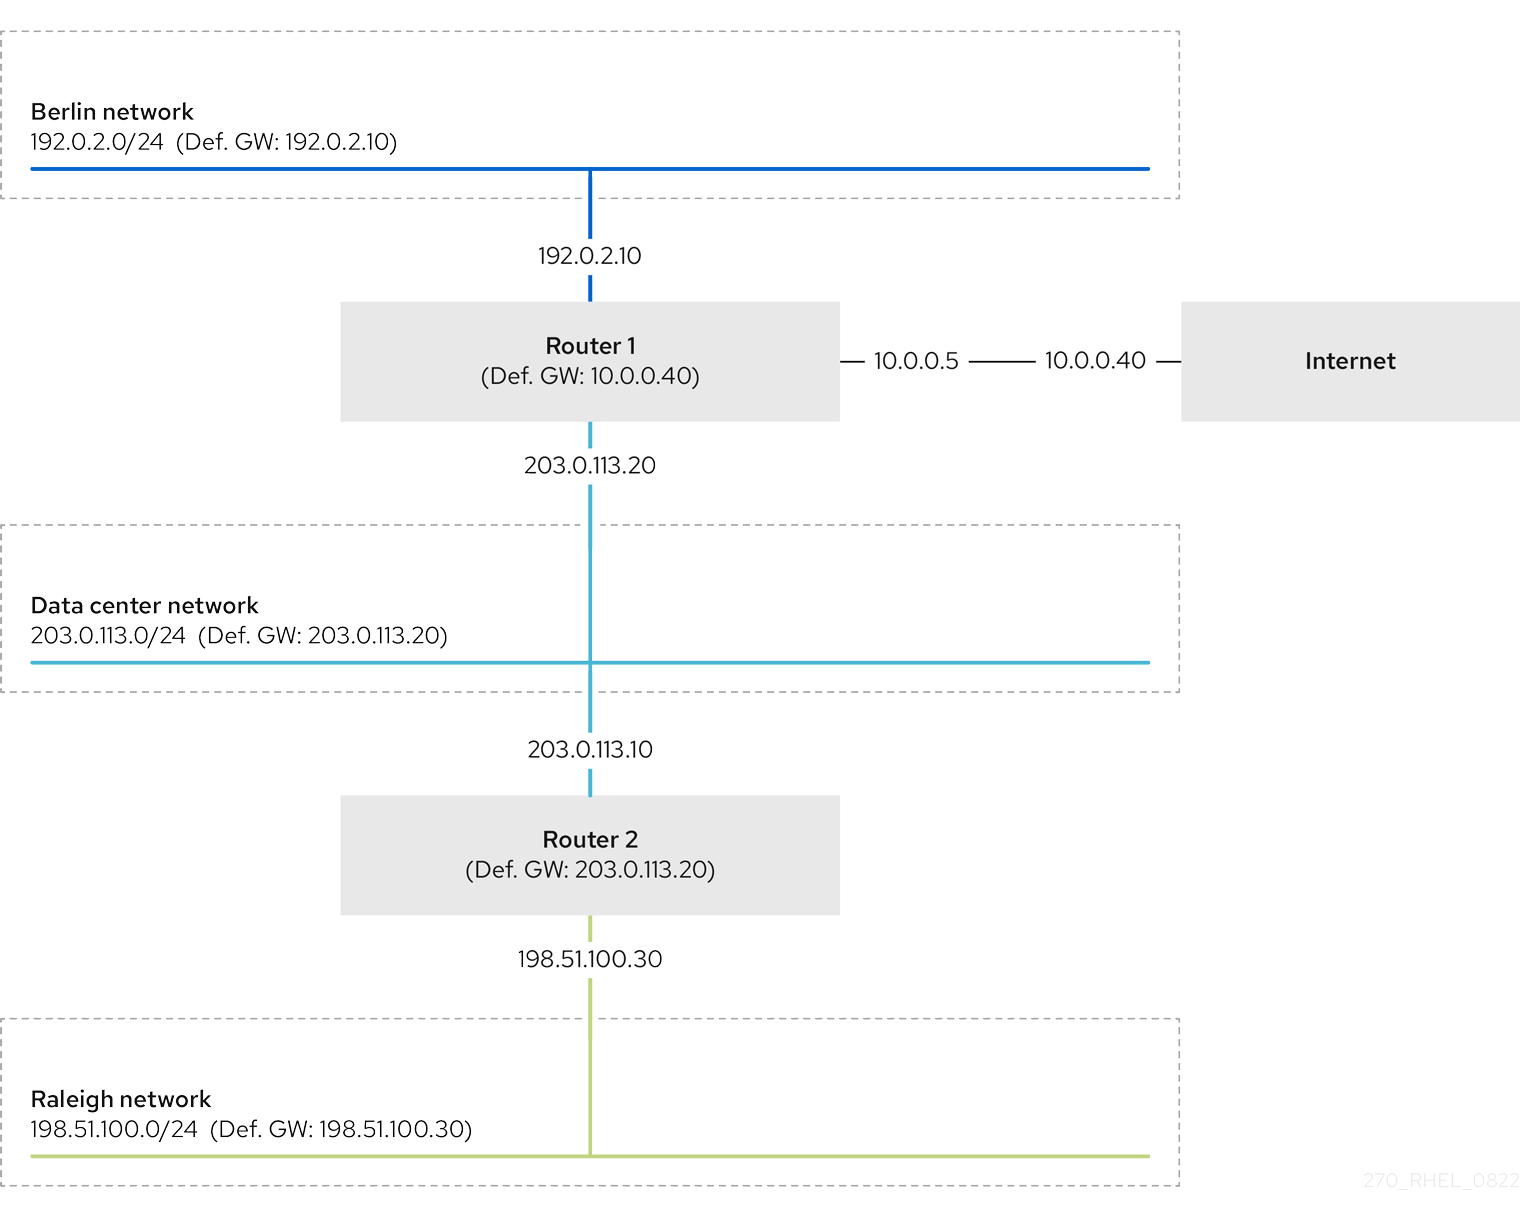 Berlin network
192.0.2.0/24 (Def. GW: 192.0.2.10)
192.0.2.10
Router 1
(Def. GW: 10.0.0.40)
10.0.0.5
10.0.0.40
Internet
203.0.113.20
Data center network
203.0.113.0/24 (Def. GW: 203.0.113.20)
203.0.113.10
Router 2
(Def. GW: 203.0.113.20)
198.51.100.30
Raleigh network
198.51.100.0/24 (Def. GW: 198.51.100.30)
270_RHEL_0822